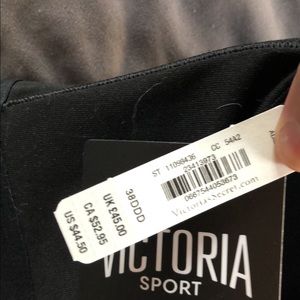 ST 11098436 CC 54A2
23413973
0667544053673
VictoriasSecret.com
38DDD
UK £45.00
CA $52.95
US $44.50
VICTORIA
SPORT